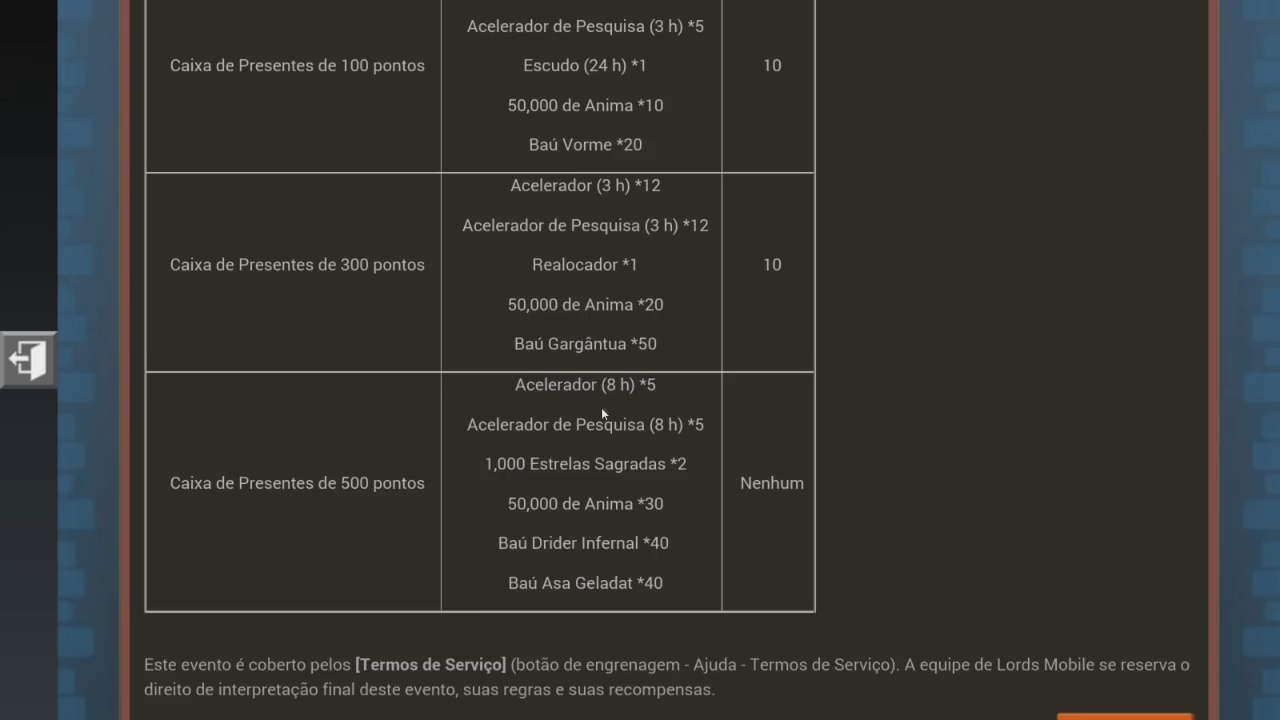 Acelerador de Pesquisa (3 h) *5
Caixa de Presentes de 100 pontos
Escudo (24 h) *1
10
50,000 de Anima *10
Baú Vorme *20
Acelerador (3 h) *12
Acelerador de Pesquisa (3 h) *12
Caixa de Presentes de 300 pontos
Realocador *1
10
50,000 de Anima *20
Baú Gargântua *50
Acelerador (8 h) *5
Acelerador de Pesquisa (8 h) *5
1,000 Estrelas Sagradas *2
Caixa de Presentes de 500 pontos
Nenhum
50,000 de Anima *30
Baú Drider Infernal *40
Baú Asa Geladat *40
Este evento é coberto pelos [Termos de Serviço] (botão de engrenagem - Ajuda - Termos de Serviço). A equipe de Lords Mobile se reserva o
direito de interpretação final deste evento, suas regras e suas recompensas.